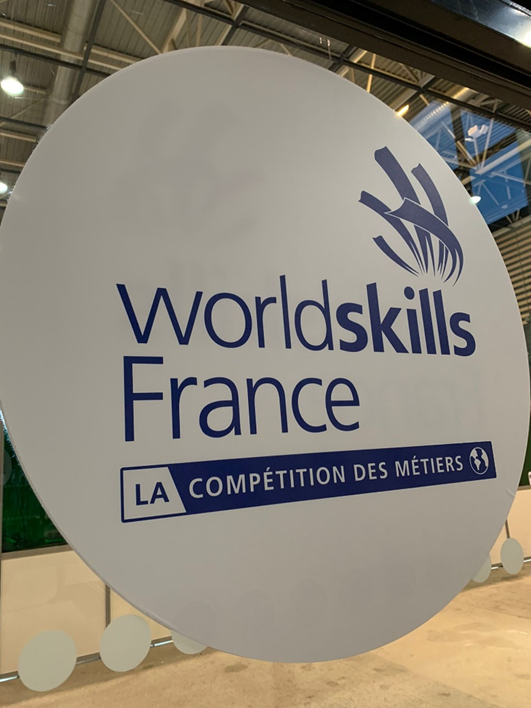 worldskills
France
LA COMPÉTITION DES MÉTIERS